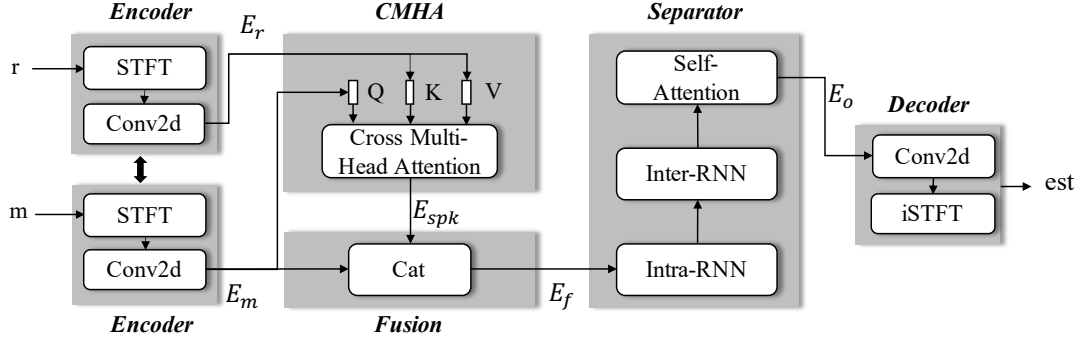 Encoder
CMHA
Separator
r
STFT
Conv2d
E_r
Q
K
V
Cross Multi-
Head Attention
Self-
Attention
E_o
Decoder
Conv2d
iSTFT
est
Inter-RNN
m
STFT
Conv2d
E_m
E_spk
Cat
E_f
Intra-RNN
Encoder
Fusion